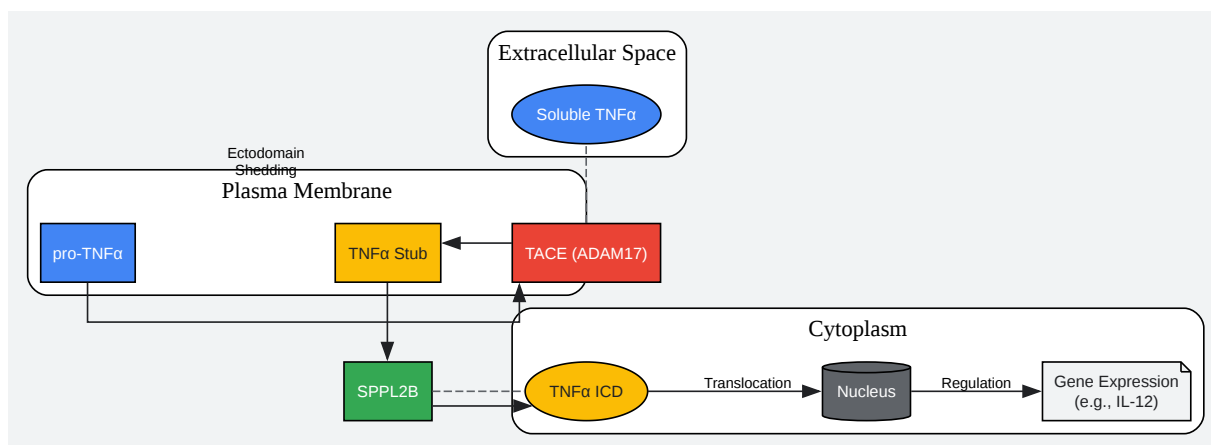 Extracellular Space
Soluble TNFα
Ectodomain
Shedding
Plasma Membrane
pro-TNFα
TNFα Stub
TACE (ADAM17)
Cytoplasm
SPPL2B
TNFα ICD
Translocation
Nucleus
Regulation
Gene Expression
(e.g., IL-12)